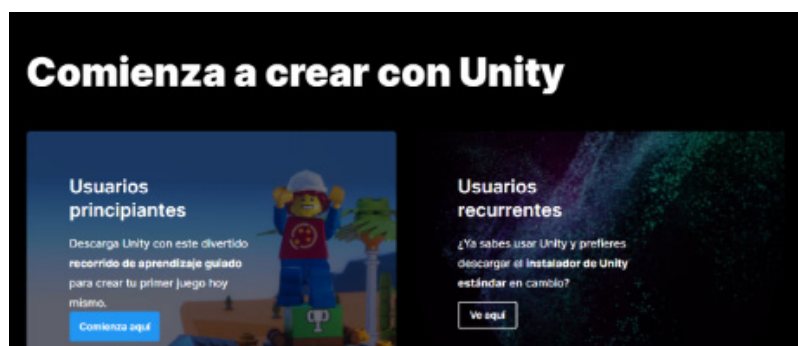 Comienza a crear con Unity
Usuarios
principiantes
Descarga Unity con este divertido
recorrido de aprendizaje guiado
para crear tu primer juego hoy
mismo.
Comienza aquí
Usuarios
recurrentes
¿Ya sabes usar Unity y prefieres
descargar el instalador de Unity
estándar en cambio?
Ve aquí